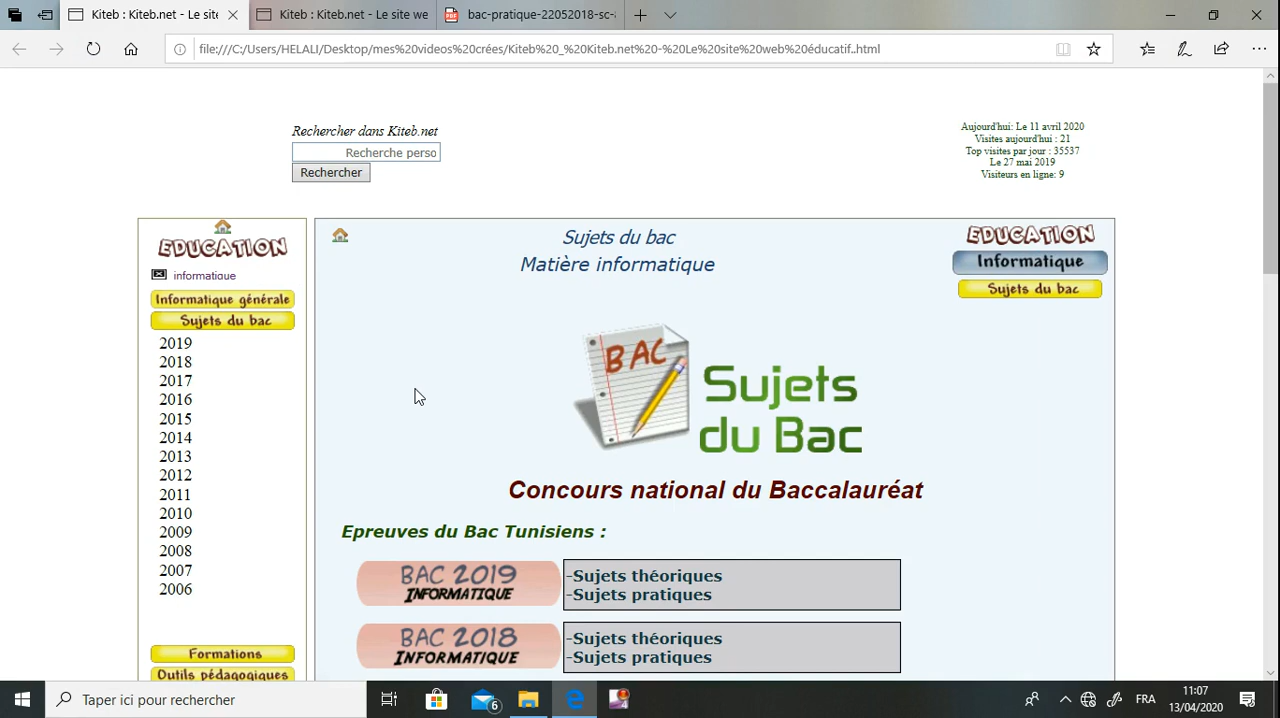 Kiteb : Kiteb.net - Le site
Kiteb : Kiteb.net - Le site we
bac-pratique-22052018-sc-
file:///C:/Users/HELALI/Desktop/mes%20videos%20crées/Kiteb%20_%20Kiteb.net%20-%20Le%20site%20web%20éducatif..html
Rechercher dans Kiteb.net
Recherche perso
Rechercher
Aujourd'hui: Le 11 avril 2020
Visites aujourd'hui : 21
Top visites par jour : 35537
Le 27 mai 2019
Visiteurs en ligne: 9
EDUCATION
informatique
Informatique générale
Sujets du bac
2019
2018
2017
2016
2015
2014
2013
2012
2011
2010
2009
2008
2007
2006
Formations
Outils pédagogiques
Sujets du bac
Matière informatique
EDUCATION
Informatique
Sujets du bac
BAC
Sujets
du Bac
Concours national du Baccalauréat
Epreuves du Bac Tunisiens :
BAC 2019
INFORMATIQUE
-Sujets théoriques
-Sujets pratiques
BAC 2018
INFORMATIQUE
-Sujets théoriques
-Sujets pratiques
Taper ici pour rechercher
6
4
FRA
11:07
13/04/2020